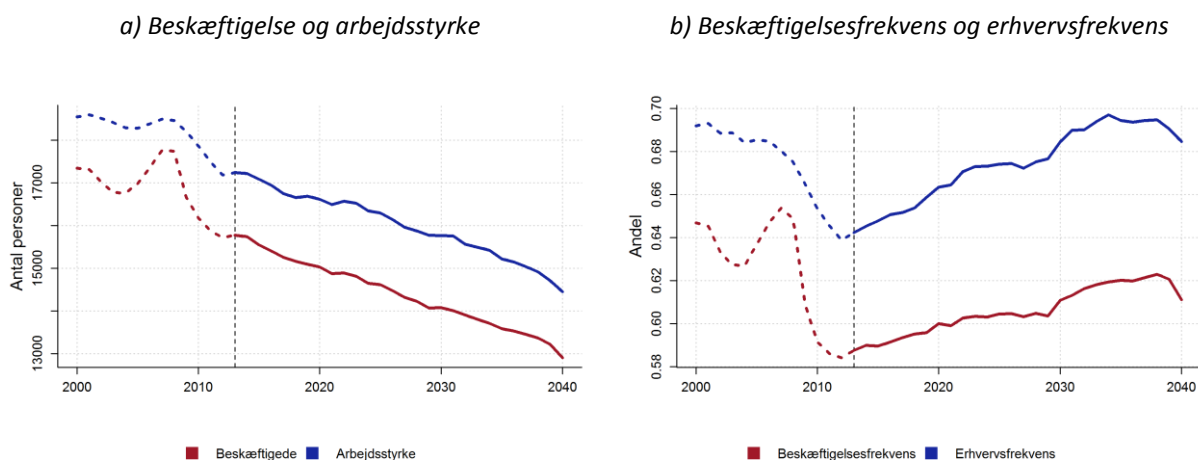 a) Beskæftigelse og arbejdsstyrke
b) Beskæftigelsesfrekvens og erhvervsfrekvens
Antal personer
17000
15000
13000
2000 2010 2020 2030 2040
Beskæftigede Arbejdsstyrke
Andel
0.70
0.68
0.66
0.64
0.62
0.60
0.58
2000 2010 2020 2030 2040
Beskæftigelsesfrekvens Erhvervsfrekvens